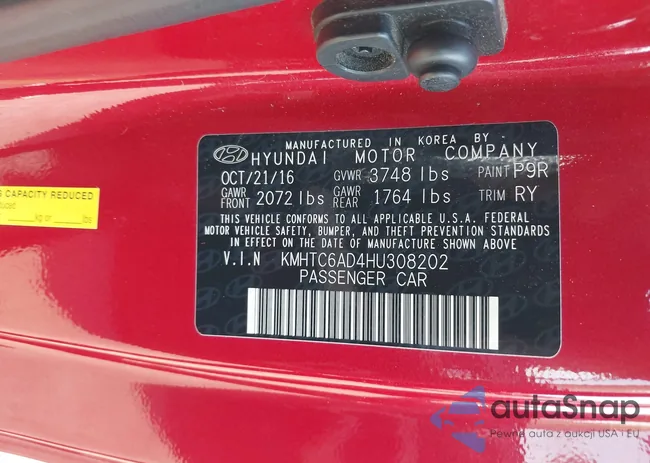 MANUFACTURED IN KOREA BY -
HYUNDAI MOTOR COMPANY
OCT/21/16 GVWR 3748 lbs PAINT P9R
GAWR FRONT 2072 lbs GAWR REAR 1764 lbs TRIM RY
THIS VEHICLE CONFORMS TO ALL APPLICABLE U.S.A. FEDERAL
MOTOR VEHICLE SAFETY, BUMPER, AND THEFT PREVENTION STANDARDS
IN EFFECT ON THE DATE OF MANUFACTURE SHOWN ABOVE
V.I.N KMHTC6AD4HU308202
PASSENGER CAR
CAPACITY REDUCED
kg or lbs
autaSnap
Pewne auta z aukcji USA i EU